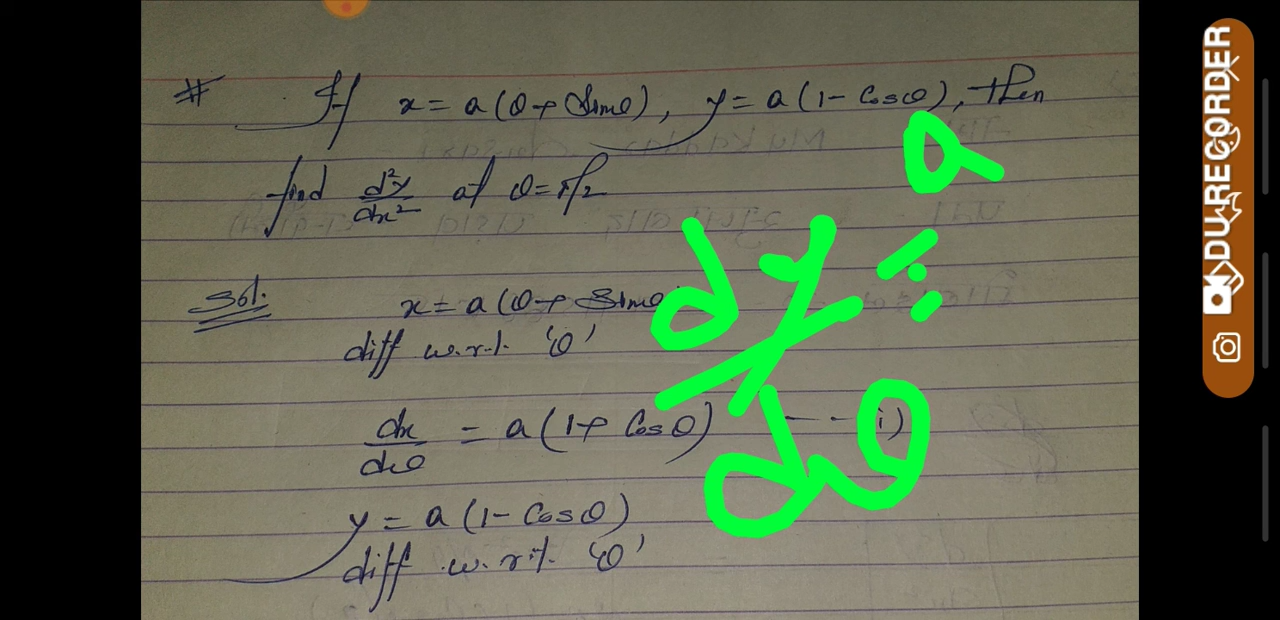 # If x = a(θ + Sinθ), y = a(1 - Cosθ), then
find d²y/dx² at θ = π/2
Sol. x = a(θ + Sinθ
diff w.r.t. 'θ'
dx/dθ = a(1 + Cosθ) - - - i)
y = a(1 - Cosθ)
diff w.r.t. 'θ'
dy/dθ = a
DU RECORDER